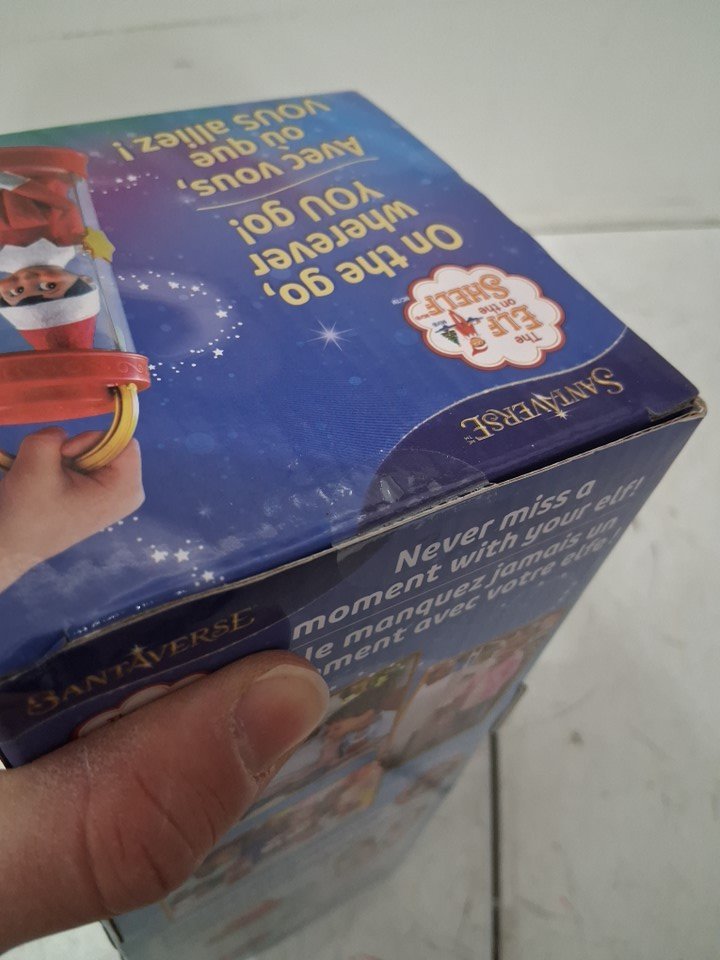 On the go,
wherever
YOU go!
Avec vous,
où que
VOUS alliez !
The
ELF
on the
SHELF
SANTAVERSE
Never miss a
moment with your elf!
Ne manquez jamais un
moment avec votre elfe!
SANTAVERSE